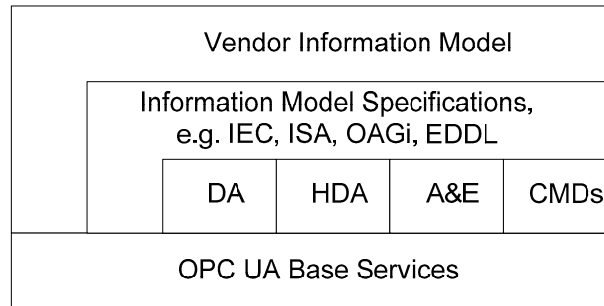 Vendor Information Model
Information Model Specifications,
e.g. IEC, ISA, OAGi, EDDL
DA HDA A&E CMDs
OPC UA Base Services